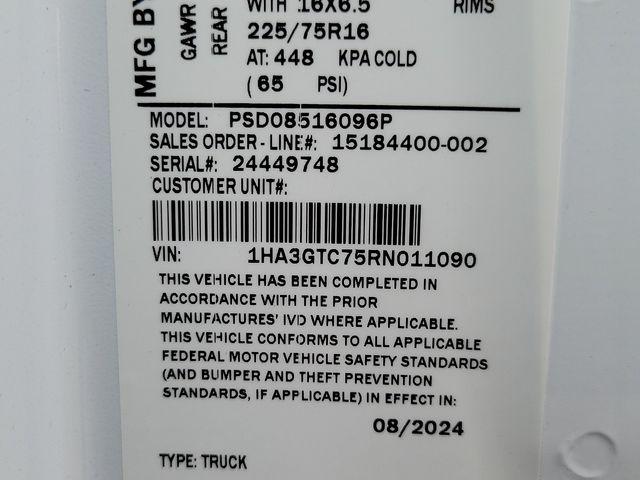 MFG BY
GAWR
REAR
WITH 16X6.5 RIMS
225/75R16
AT: 448 KPA COLD
( 65 PSI)
MODEL: PSD08516096P
SALES ORDER - LINE#: 15184400-002
SERIAL#: 24449748
CUSTOMER UNIT#:
VIN: 1HA3GTC75RN011090
THIS VEHICLE HAS BEEN COMPLETED IN
ACCORDANCE WITH THE PRIOR
MANUFACTURES' IVD WHERE APPLICABLE.
THIS VEHICLE CONFORMS TO ALL APPLICABLE
FEDERAL MOTOR VEHICLE SAFETY STANDARDS
(AND BUMPER AND THEFT PREVENTION
STANDARDS, IF APPLICABLE) IN EFFECT IN:
08/2024
TYPE: TRUCK